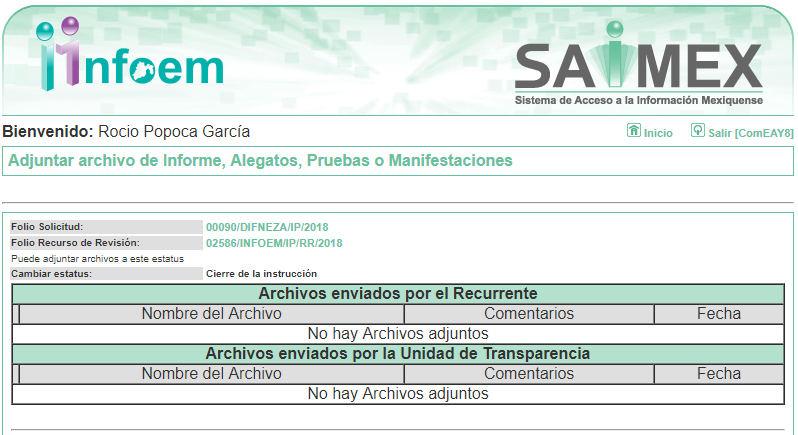 infoem
SAIMEX
Sistema de Acceso a la Información Mexiquense
Bienvenido: Rocio Popoca García
Inicio Salir [ComEAY8]
Adjuntar archivo de Informe, Alegatos, Pruebas o Manifestaciones
Folio Solicitud: 00090/DIFNEZA/IP/2018
Folio Recurso de Revisión: 02586/INFOEM/IP/RR/2018
Puede adjuntar archivos a este estatus
Cambiar estatus: Cierre de la instrucción
Archivos enviados por el Recurrente
Nombre del Archivo Comentarios Fecha
No hay Archivos adjuntos
Archivos enviados por la Unidad de Transparencia
Nombre del Archivo Comentarios Fecha
No hay Archivos adjuntos